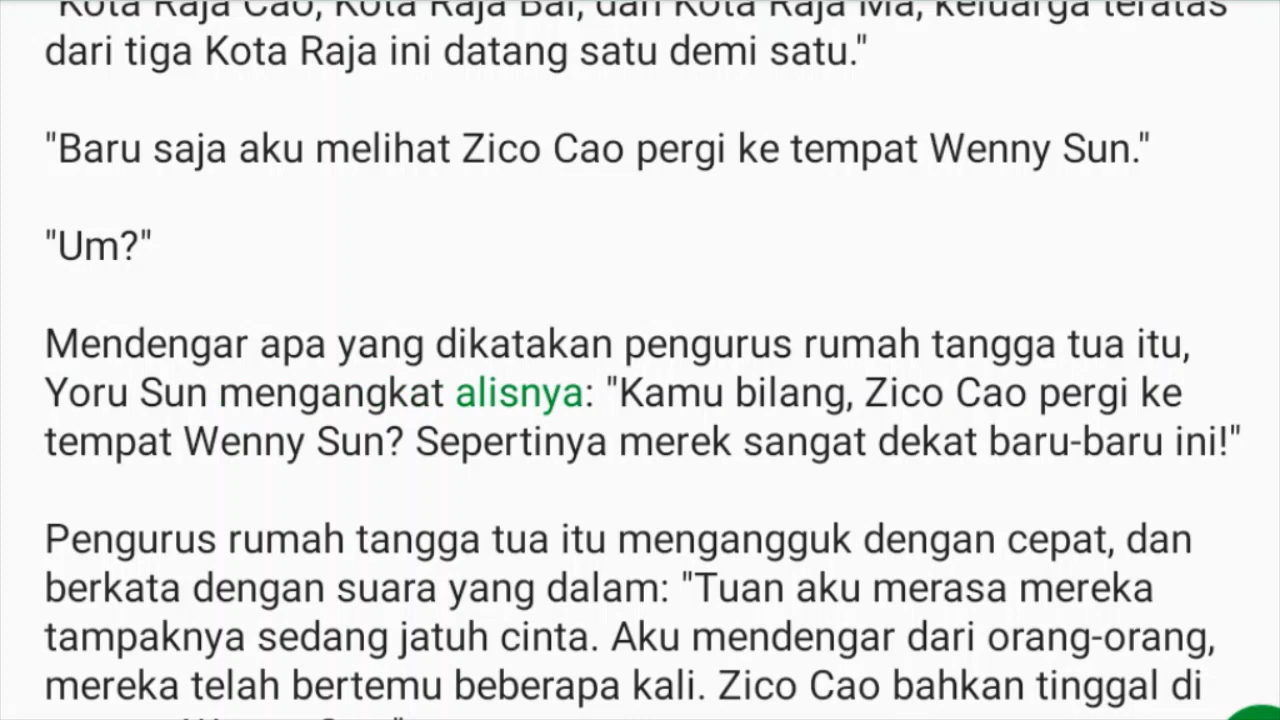 "Kota Raja Cao, Kota Raja Bai, dan Kota Raja Ma, keluarga teratas
dari tiga Kota Raja ini datang satu demi satu."
"Baru saja aku melihat Zico Cao pergi ke tempat Wenny Sun."
"Um?"
Mendengar apa yang dikatakan pengurus rumah tangga tua itu,
Yoru Sun mengangkat alisnya: "Kamu bilang, Zico Cao pergi ke
tempat Wenny Sun? Sepertinya merek sangat dekat baru-baru ini!"
Pengurus rumah tangga tua itu mengangguk dengan cepat, dan
berkata dengan suara yang dalam: "Tuan aku merasa mereka
tampaknya sedang jatuh cinta. Aku mendengar dari orang-orang,
mereka telah bertemu beberapa kali. Zico Cao bahkan tinggal di